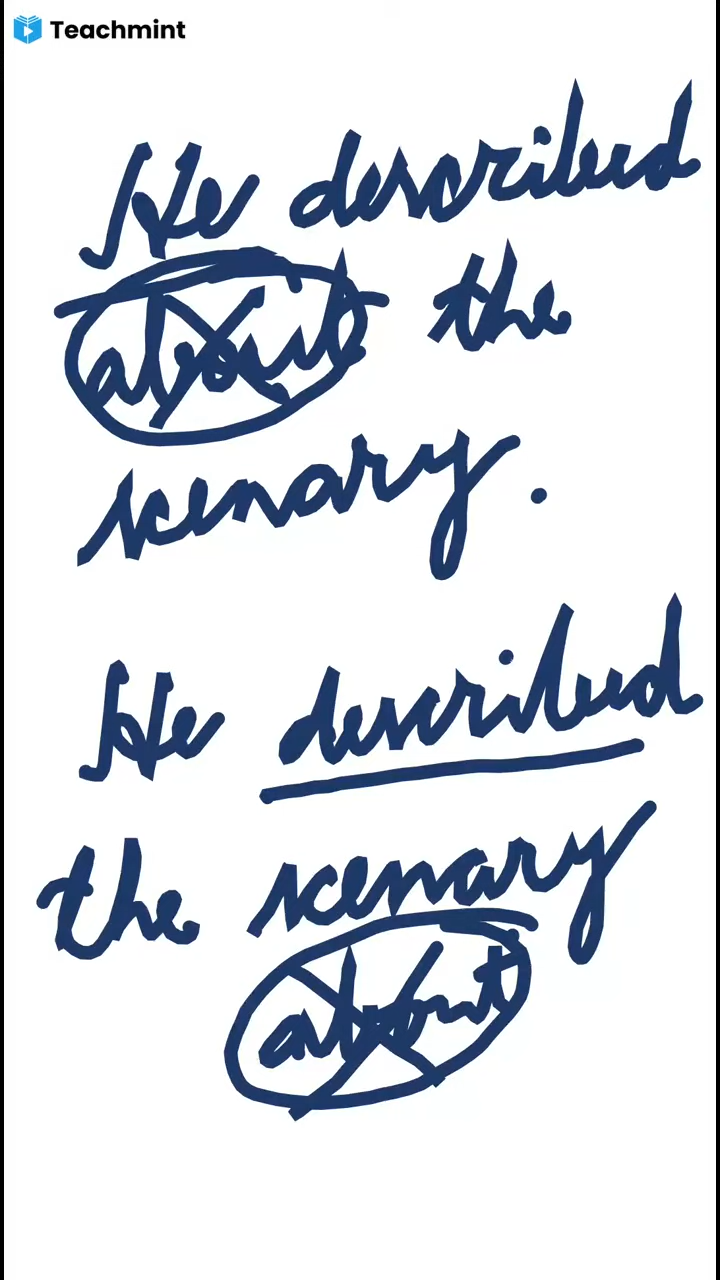 Teachmint
He described
about the
scenary.
He described
the scenary
about